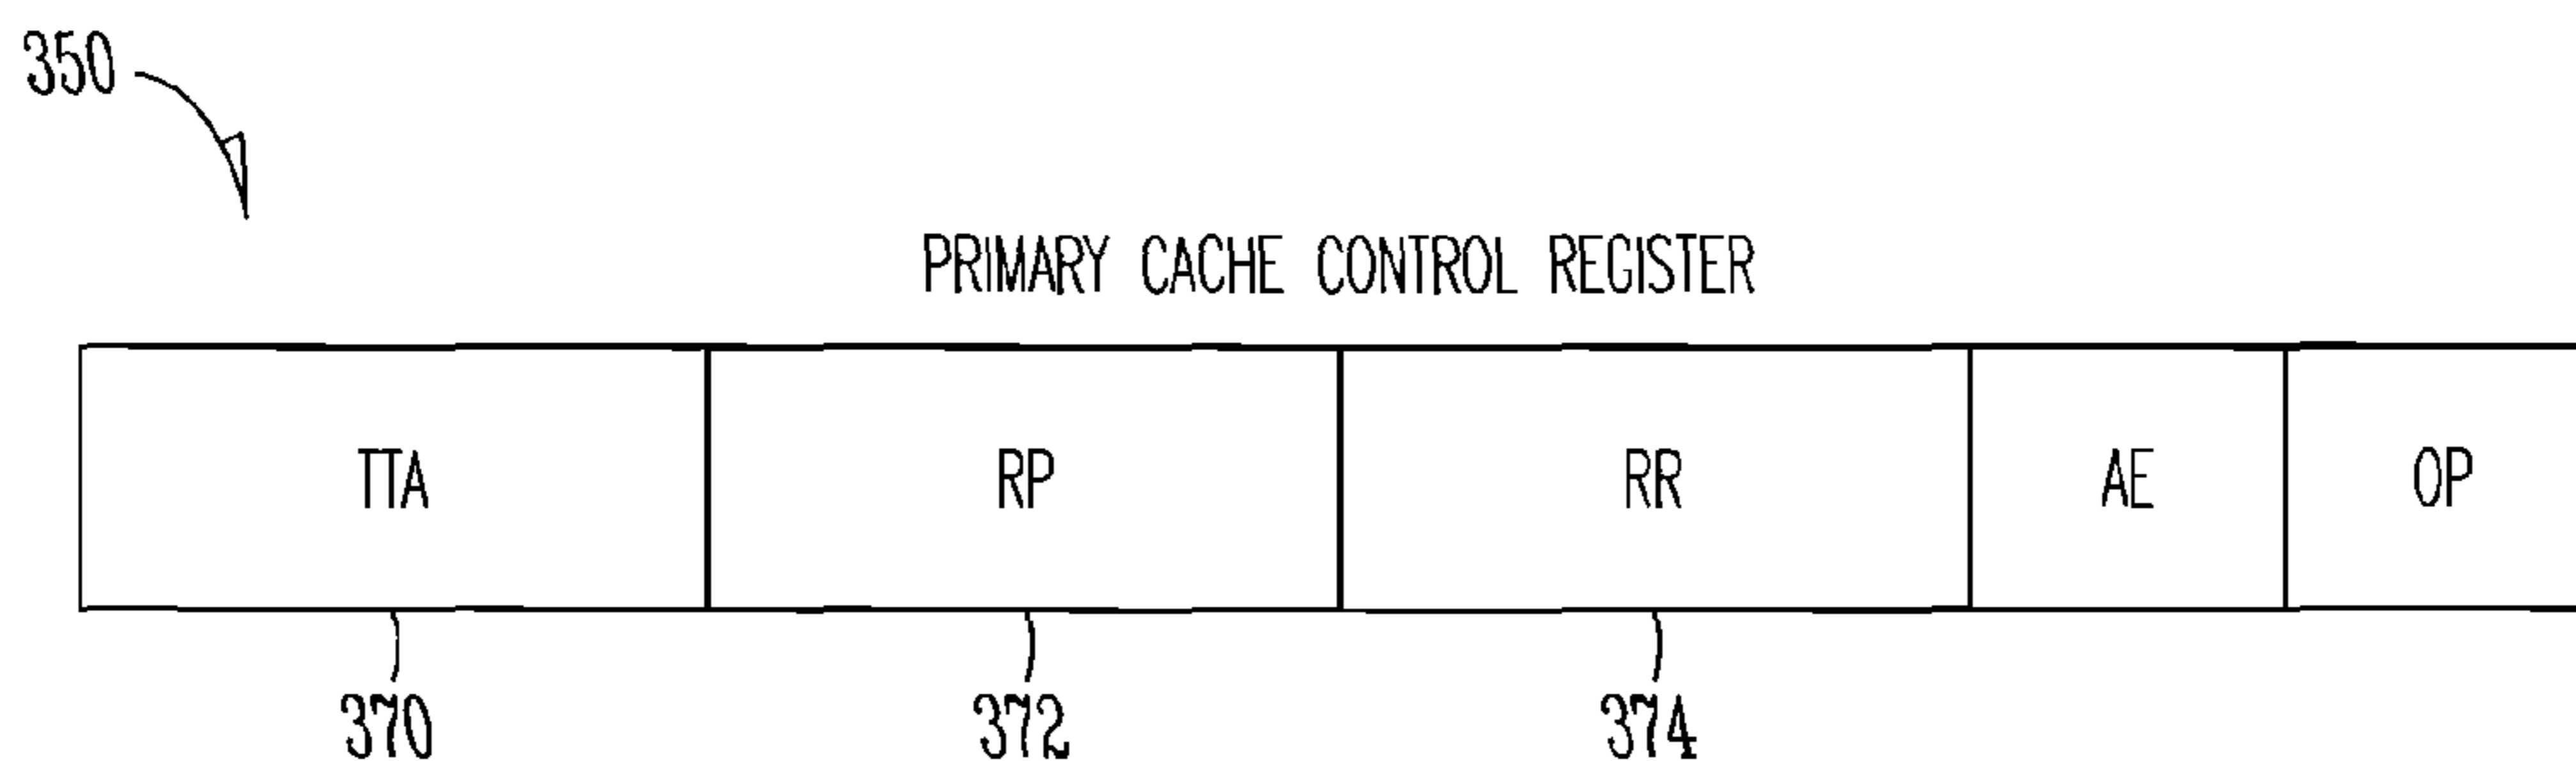 350
PRIMARY CACHE CONTROL REGISTER
TTA RP RR AE OP
370 372 374